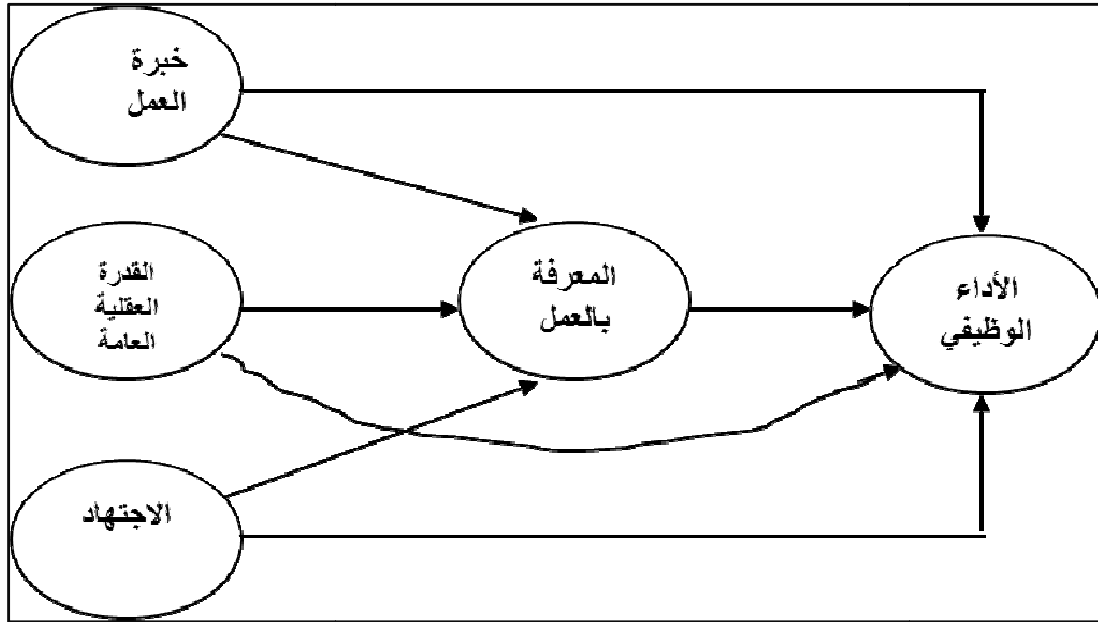 خبرة
العمل
القدرة
العقلية
العامة
المعرفة
بالعمل
الأداء
الوظيفي
الاجتهاد